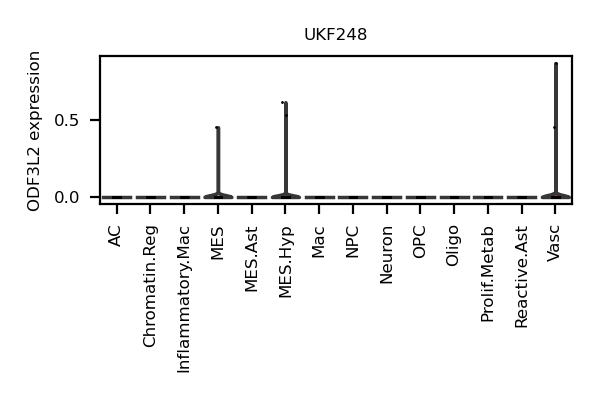 UKF248
ODF3L2 expression
0.5
0.0
AC
Chromatin.Reg
Inflammatory.Mac
MES
MES.Ast
MES.Hyp
Mac
NPC
Neuron
OPC
Oligo
Prolif.Metab
Reactive.Ast
Vasc